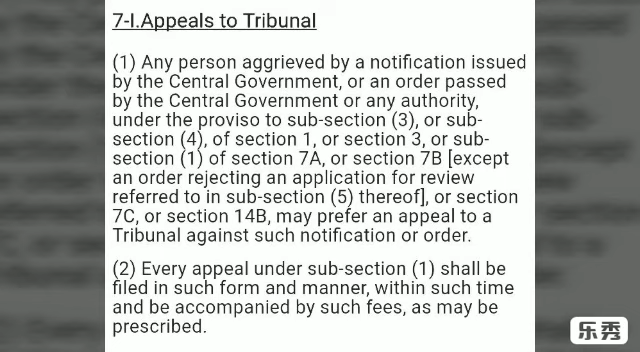 7-I.Appeals to Tribunal
(1) Any person aggrieved by a notification issued
by the Central Government, or an order passed
by the Central Government or any authority,
under the proviso to sub-section (3), or sub-
section (4), of section 1, or section 3, or sub-
section (1) of section 7A, or section 7B [except
an order rejecting an application for review
referred to in sub-section (5) thereof], or section
7C, or section 14B, may prefer an appeal to a
Tribunal against such notification or order.
(2) Every appeal under sub-section (1) shall be
filed in such form and manner, within such time
and be accompanied by such fees, as may be
prescribed.
乐秀